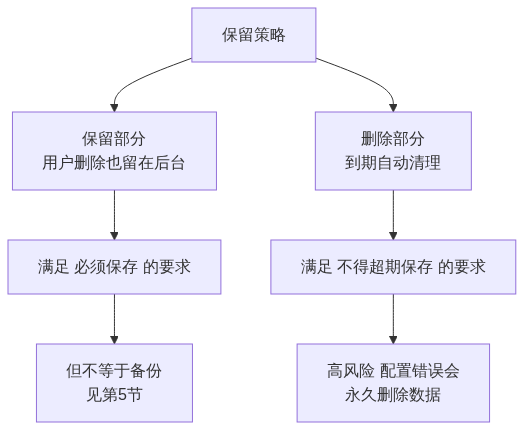 保留策略
保留部分
用户删除也留在后台
删除部分
到期自动清理
满足 必须保存 的要求
满足 不得超期保存 的要求
但不等于备份
见第5节
高风险 配置错误会
永久删除数据